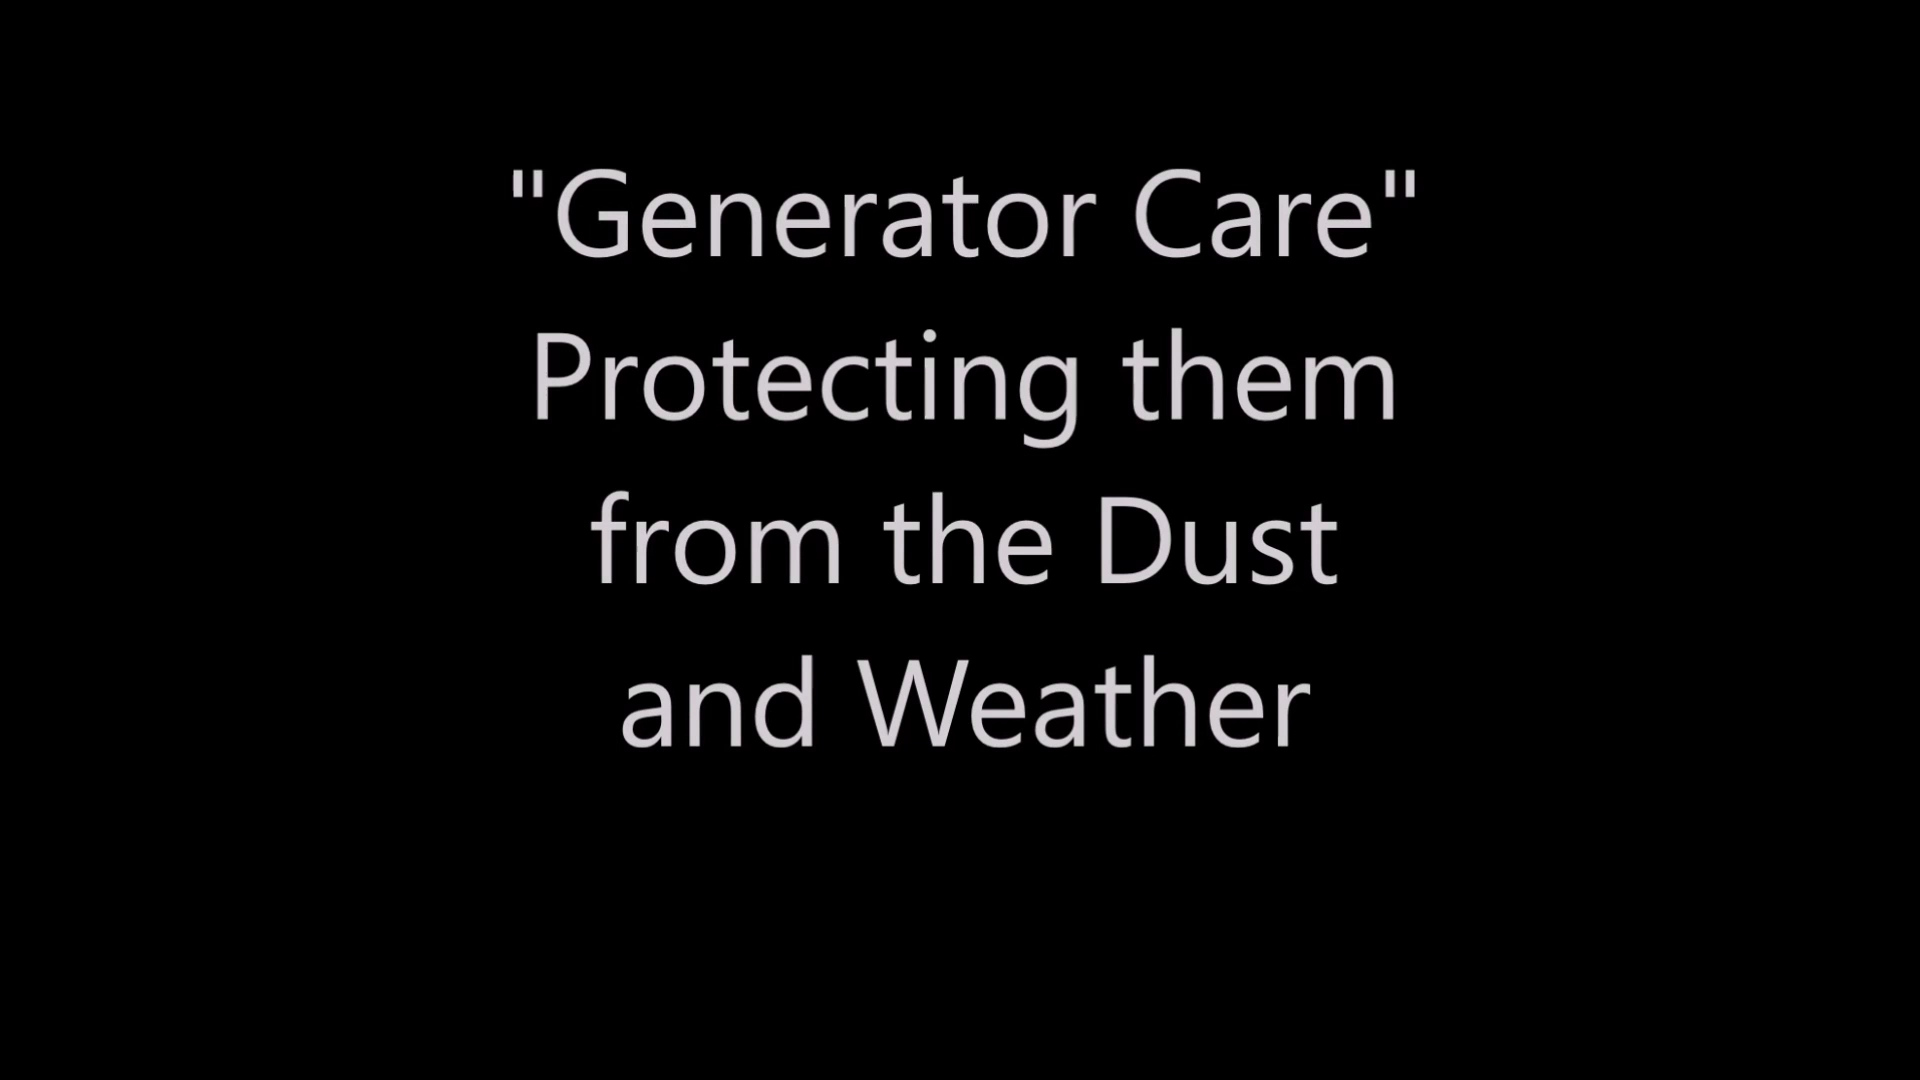 "Generator Care"
Protecting them
from the Dust
and Weather